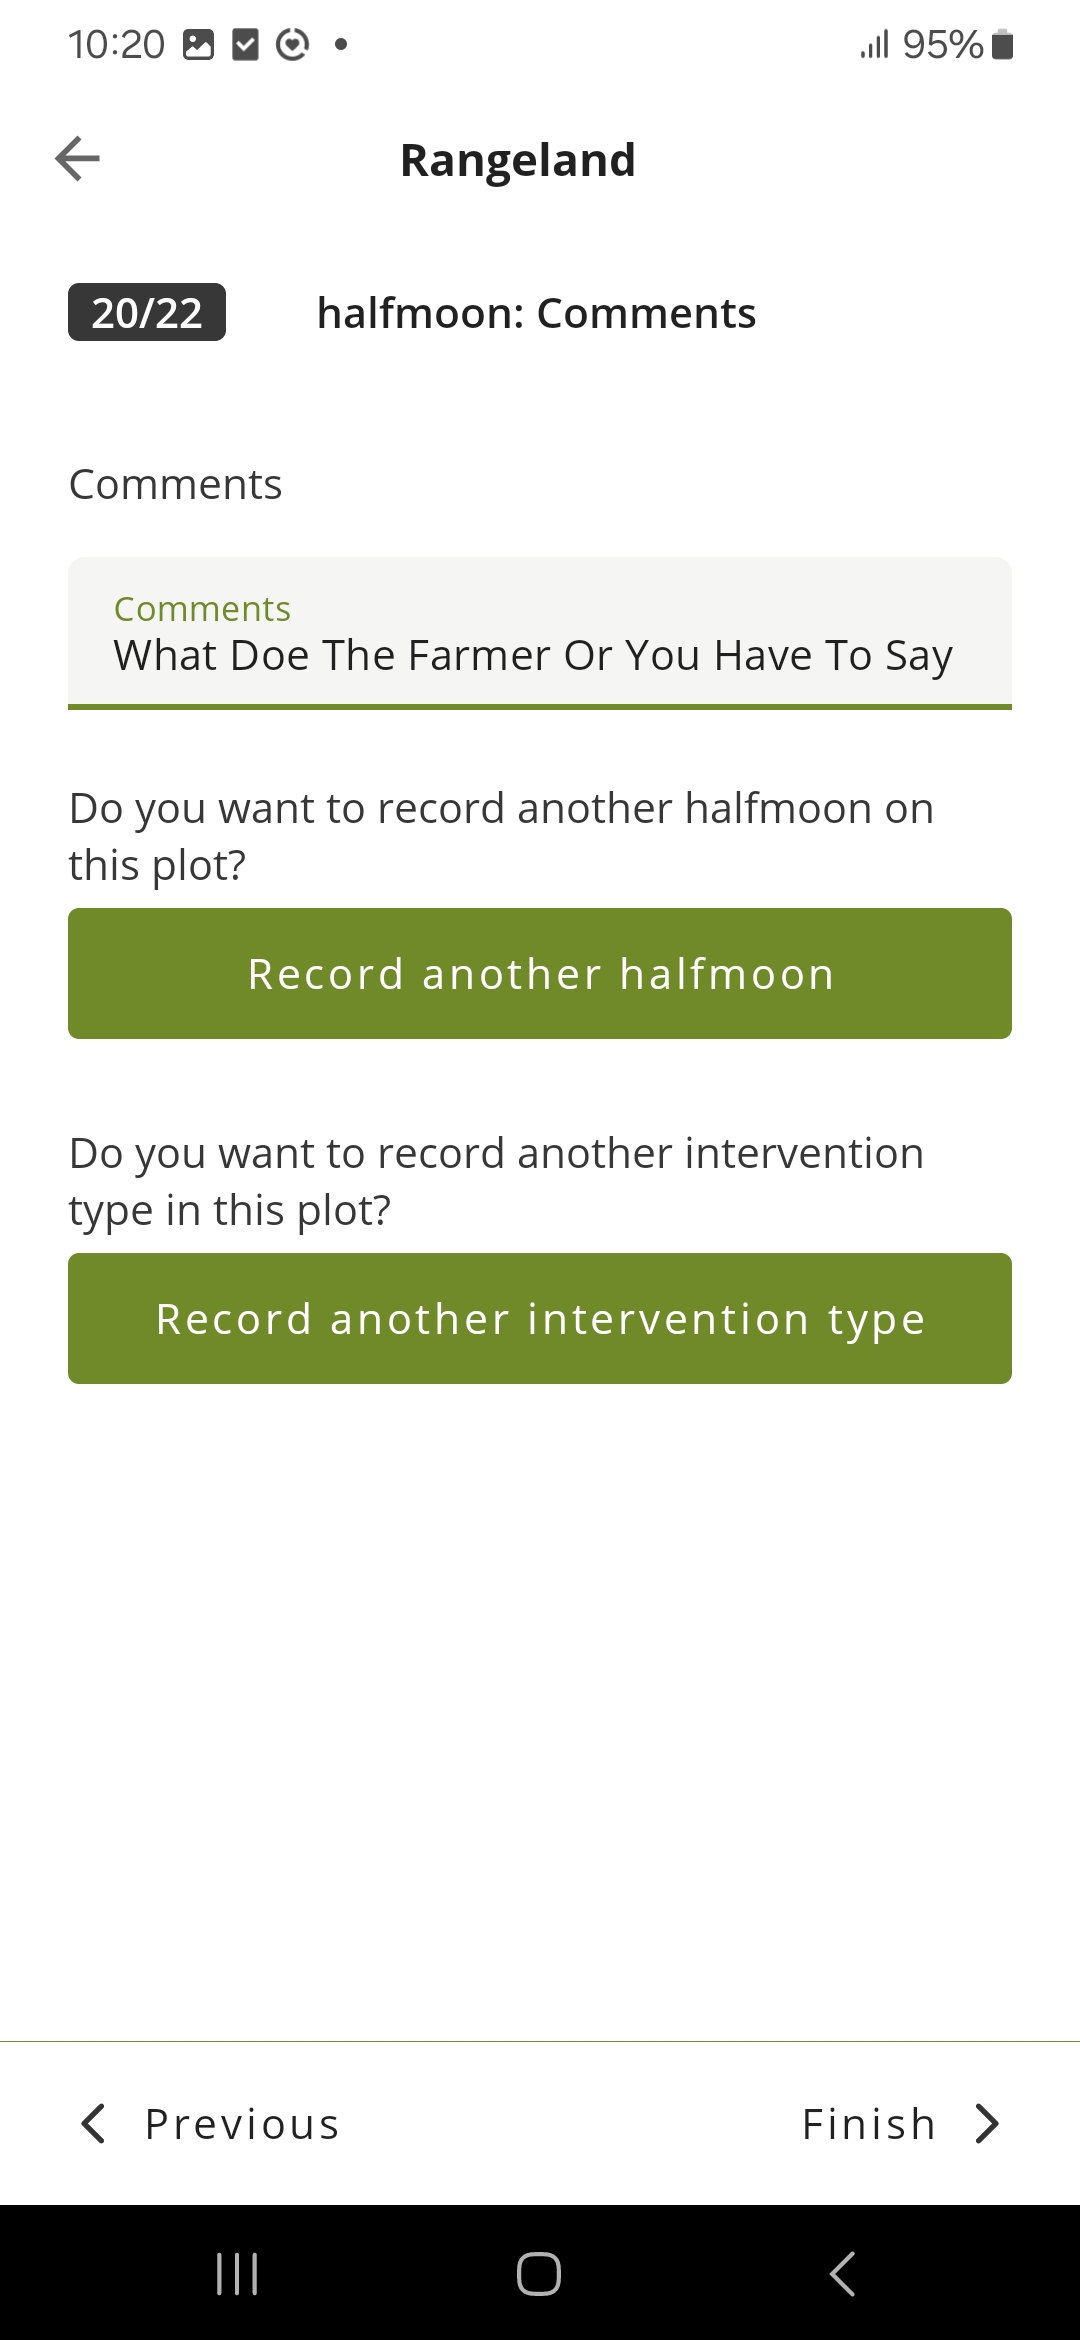 10:20
95%
Rangeland
20/22
halfmoon: Comments
Comments
Comments
What Doe The Farmer Or You Have To Say
Do you want to record another halfmoon on
this plot?
Record another halfmoon
Do you want to record another intervention
type in this plot?
Record another intervention type
Previous
Finish